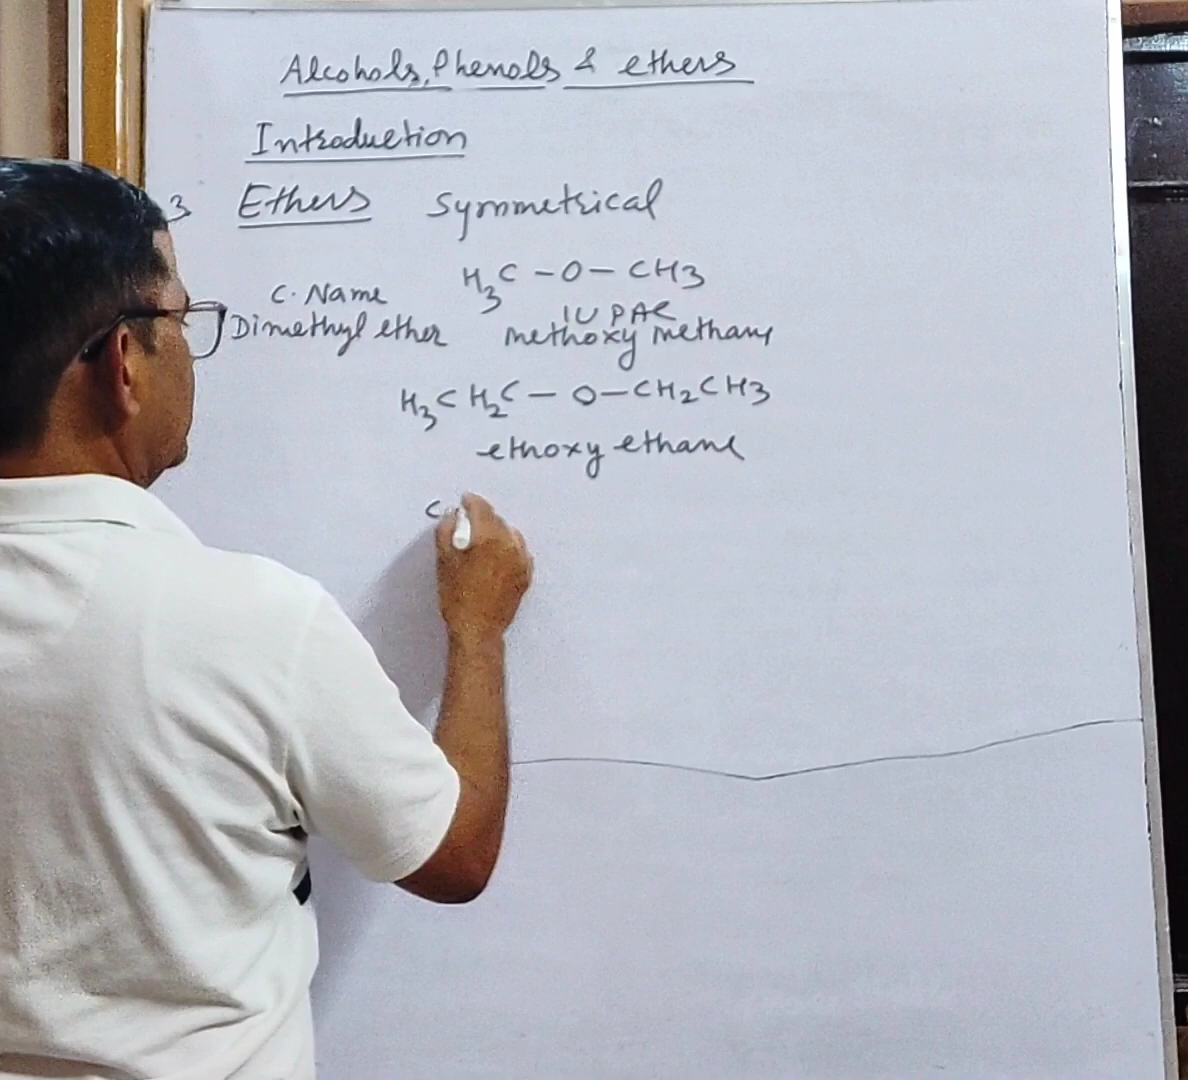 Alcohols, Phenols & ethers
Introduction
3 Ethers Symmetrical
H3C - O - CH3
C. Name IUPAC
Dimethyl ether methoxy methane
H3C H2C - O - CH2CH3
ethoxy ethane
C